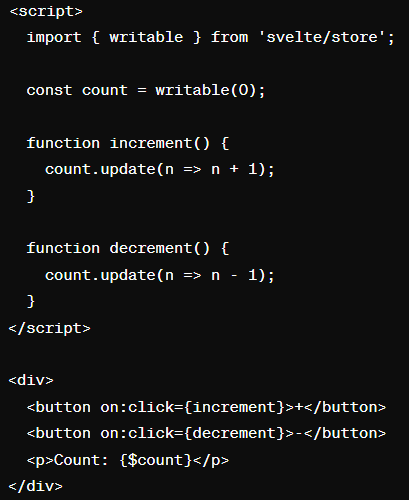 <script>
import { writable } from 'svelte/store';
const count = writable(0);
function increment() {
count.update(n => n + 1);
}
function decrement() {
count.update(n => n - 1);
}
</script>
<div>
<button on:click={increment}>+</button>
<button on:click={decrement}>-</button>
<p>Count: {$count}</p>
</div>